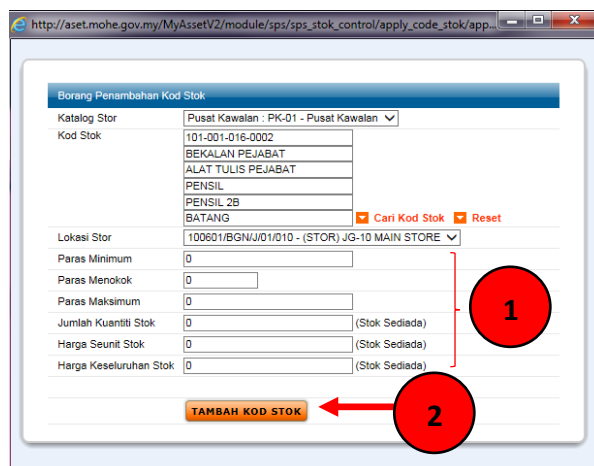 http://aset.mohe.gov.my/MyAssetV2/module/sps/sps_stok_control/apply_code_stok/app...
Borang Penambahan Kod Stok
Katalog Stor Pusat Kawalan : PK-01 - Pusat Kawalan
Kod Stok 101-001-016-0002
BEKALAN PEJABAT
ALAT TULIS PEJABAT
PENSIL
PENSIL 2B
BATANG Cari Kod Stok Reset
Lokasi Stor 100601/BGN/J/01/010 - (STOR) JG-10 MAIN STORE
Paras Minimum 0
Paras Menokok 0
Paras Maksimum 0
Jumlah Kuantiti Stok 0 (Stok Sediada)
Harga Seunit Stok 0 (Stok Sediada)
Harga Keseluruhan Stok 0 (Stok Sediada)
1
TAMBAH KOD STOK
2